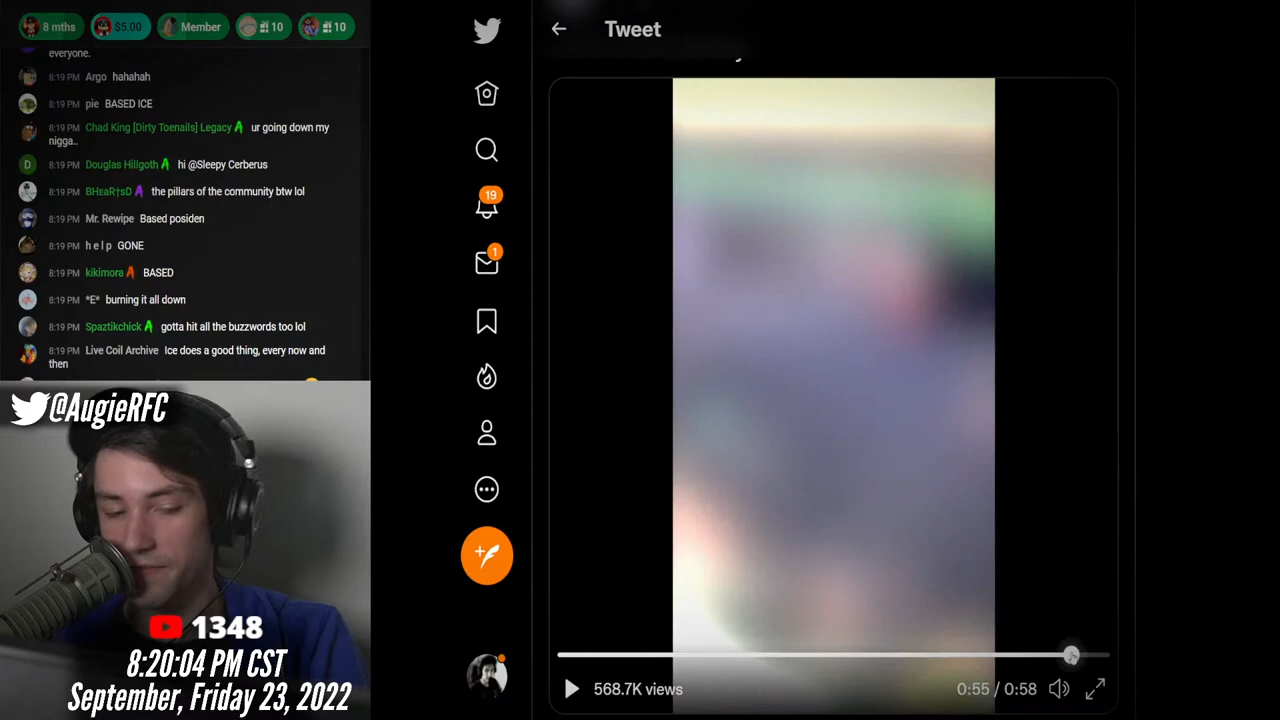 8 mths $5.00 Member 10 10
everyone.
8:19 PM Argo hahahah
8:19 PM pie BASED ICE
8:19 PM Chad King [Dirty Toenails] Legacy ur going down my
nigga..
D 8:19 PM Douglas Hillgoth hi @Sleepy Cerberus
8:19 PM BHεaR†sD the pillars of the community btw lol
8:19 PM Mr. Rewipe Based posiden
8:19 PM h e l p GONE
8:19 PM kikimora BASED
8:19 PM *E* burning it all down
8:19 PM Spaztikchick gotta hit all the buzzwords too lol
8:19 PM Live Coil Archive Ice does a good thing, every now and
then
@AugieRFC
1348
8:20:04 PM CST
September, Friday 23, 2022
19
1
Tweet
568.7K views
0:55 / 0:58